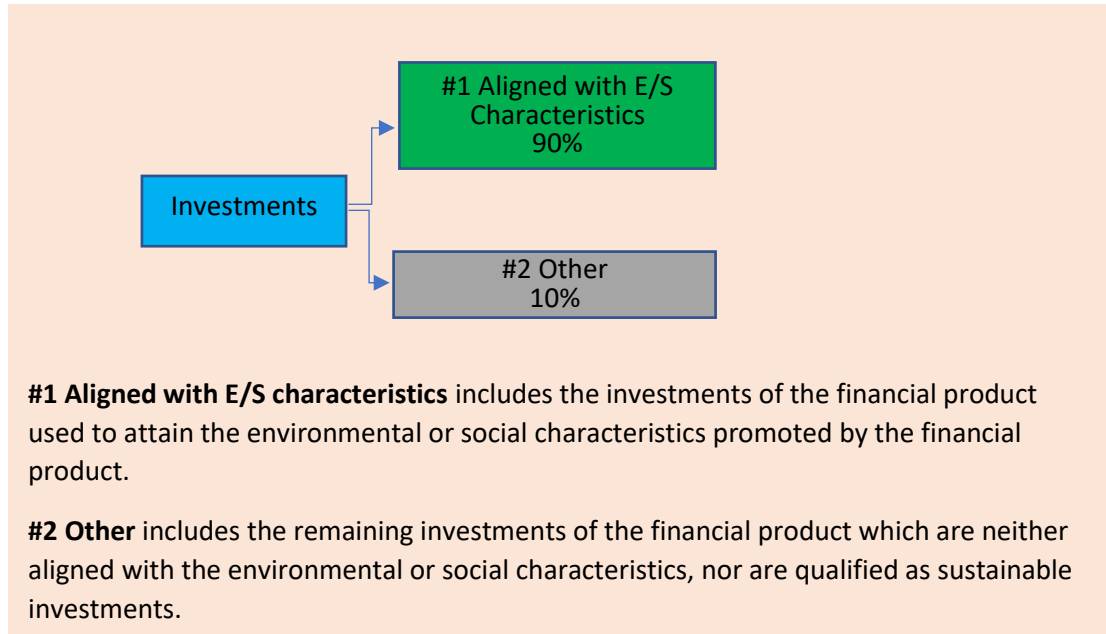 #1 Aligned with E/S
Characteristics
90%
Investments
#2 Other
10%
#1 Aligned with E/S characteristics includes the investments of the financial product
used to attain the environmental or social characteristics promoted by the financial
product.
#2 Other includes the remaining investments of the financial product which are neither
aligned with the environmental or social characteristics, nor are qualified as sustainable
investments.